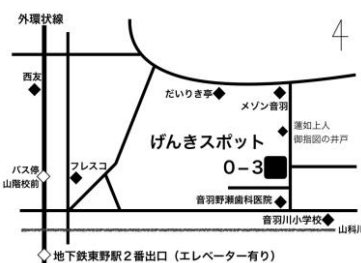 外環状線
4
西友
だいりき亭
メゾン音羽
蓮如上人
御指図の井戸
げんきスポット
0-3
バス停
山階校前
フレスコ
音羽野瀬歯科医院
音羽川小学校
山科川
地下鉄東野駅2番出口(エレベーター有り)